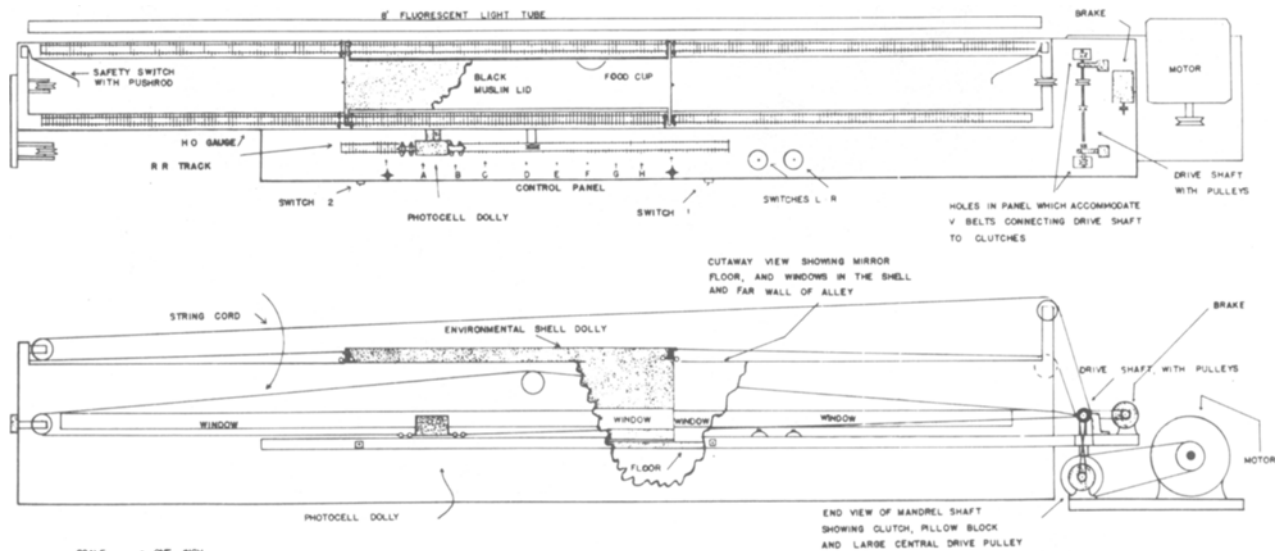 8' FLUORESCENT LIGHT TUBE
BRAKE
MOTOR
SAFETY SWITCH
WITH PUSHROD
BLACK
MUSLIN LID
FOOD CUP
HO GAUGE
RR TRACK
A B C D E F G H
CONTROL PANEL
SWITCH 2
PHOTOCELL DOLLY
SWITCH 1
SWITCHES L R
DRIVE SHAFT
WITH PULLEYS
HOLES IN PANEL WHICH ACCOMMODATE
V BELTS CONNECTING DRIVE SHAFT
TO CLUTCHES
CUTAWAY VIEW SHOWING MIRROR
FLOOR, AND WINDOWS IN THE SHELL
AND FAR WALL OF ALLEY
STRING CORD
ENVIRONMENTAL SHELL DOLLY
BRAKE
DRIVE SHAFT, WITH PULLEYS
WINDOW
WINDOW
WINDOW
WINDOW
FLOOR
MOTOR
PHOTOCELL DOLLY
END VIEW OF MANDREL SHAFT
SHOWING CLUTCH, PILLOW BLOCK
AND LARGE CENTRAL DRIVE PULLEY